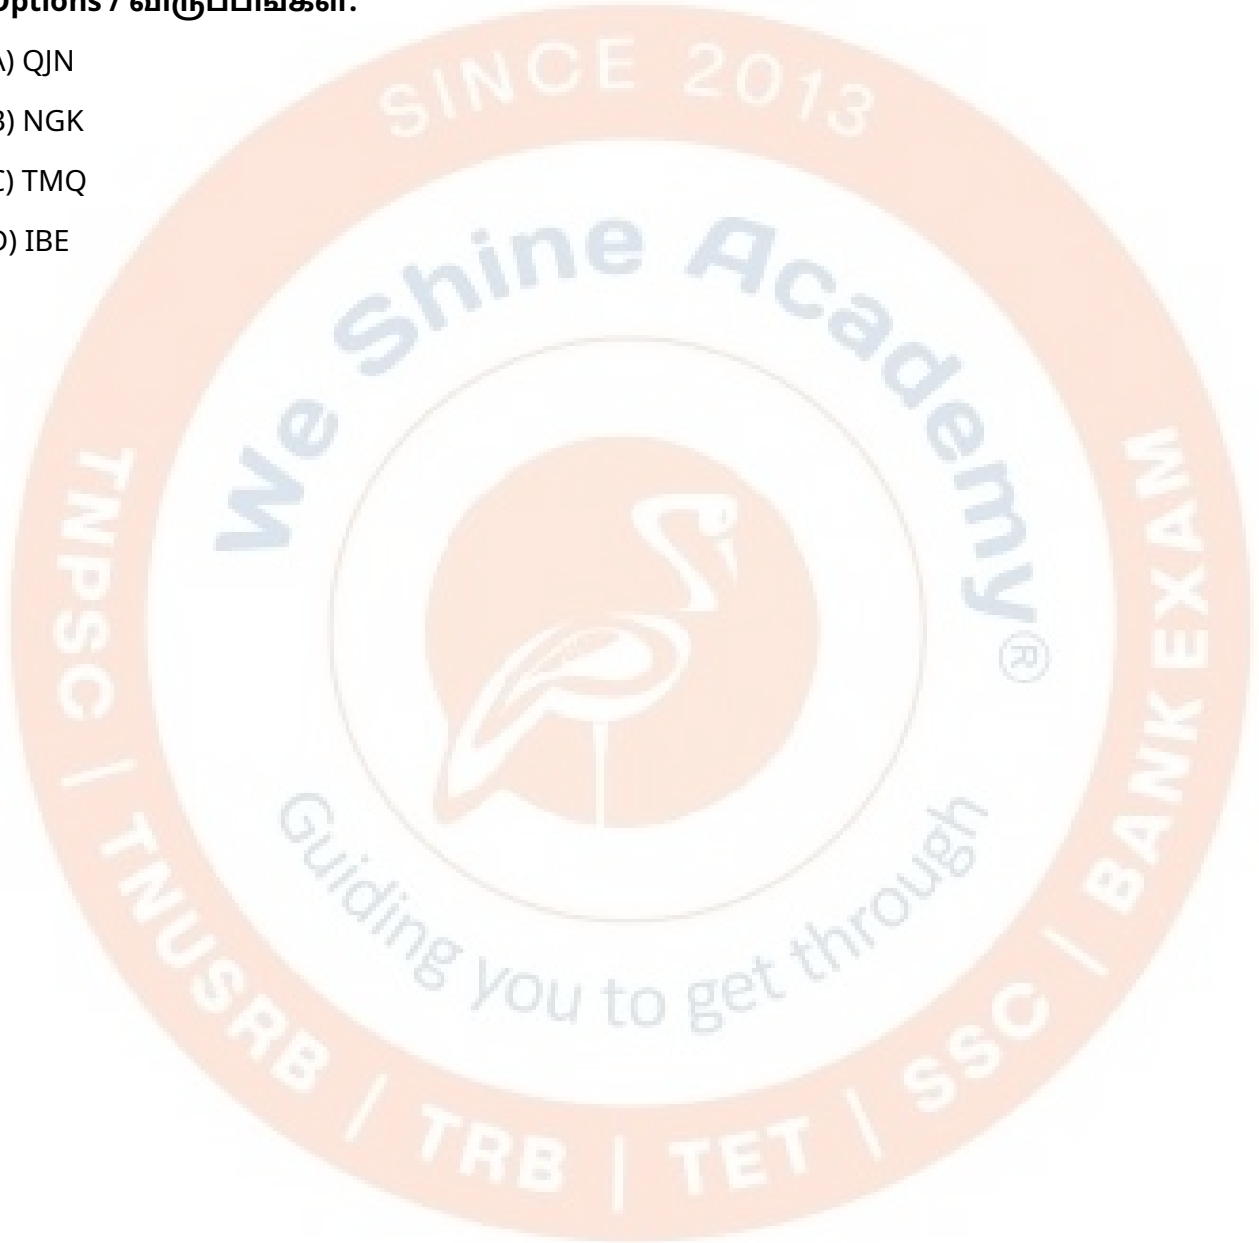 Options / விருப்பங்கள்:
A) QJN
B) NGK
C) TMQ
D) IBE
SINCE 2013
We Shine Academy®
Guiding you to get through
TNPSC | TNUSRB | TRB | TET | SSC | BANK EXAM